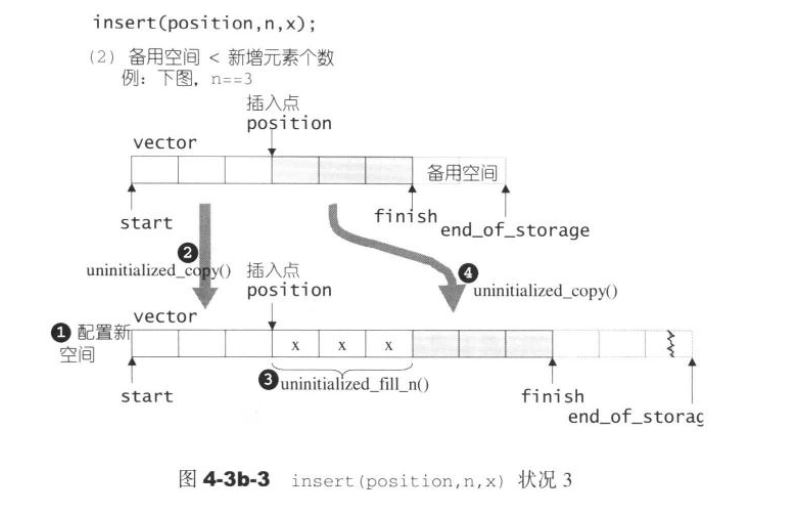 insert(position,n,x);
(2) 备用空间 < 新增元素个数
例：下图，n==3
插入点
position
vector
备用空间
start
finish
end_of_storage
❷
uninitialized_copy()
❹
uninitialized_copy()
插入点
position
vector
❶ 配置新
空间
x x x
❸ uninitialized_fill_n()
start
finish
end_of_storag
图 4-3b-3 insert(position,n,x) 状况 3